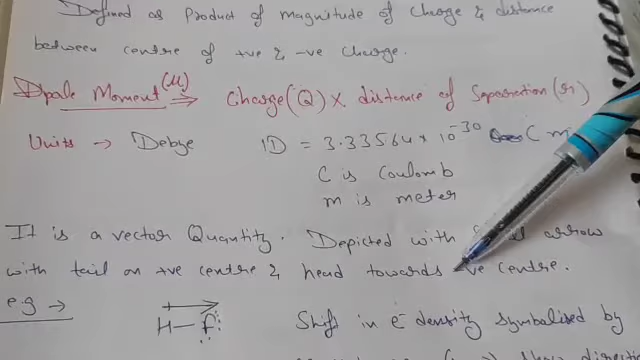 Defined as Product of magnitude of Charge & distance
between centre of +ve & -ve charge.
Dipole Moment (M) ⇒ Charge (Q) × distance of Separation (r)
Units → Debye 1D = 3.33564 × 10⁻³⁰ C m
C is Coulomb
m is meter
It is a vector Quantity. Depicted with arrow
with tail on +ve centre & head towards ve centre.
e.g →
H–F
Shift in e⁻ density symbolised by